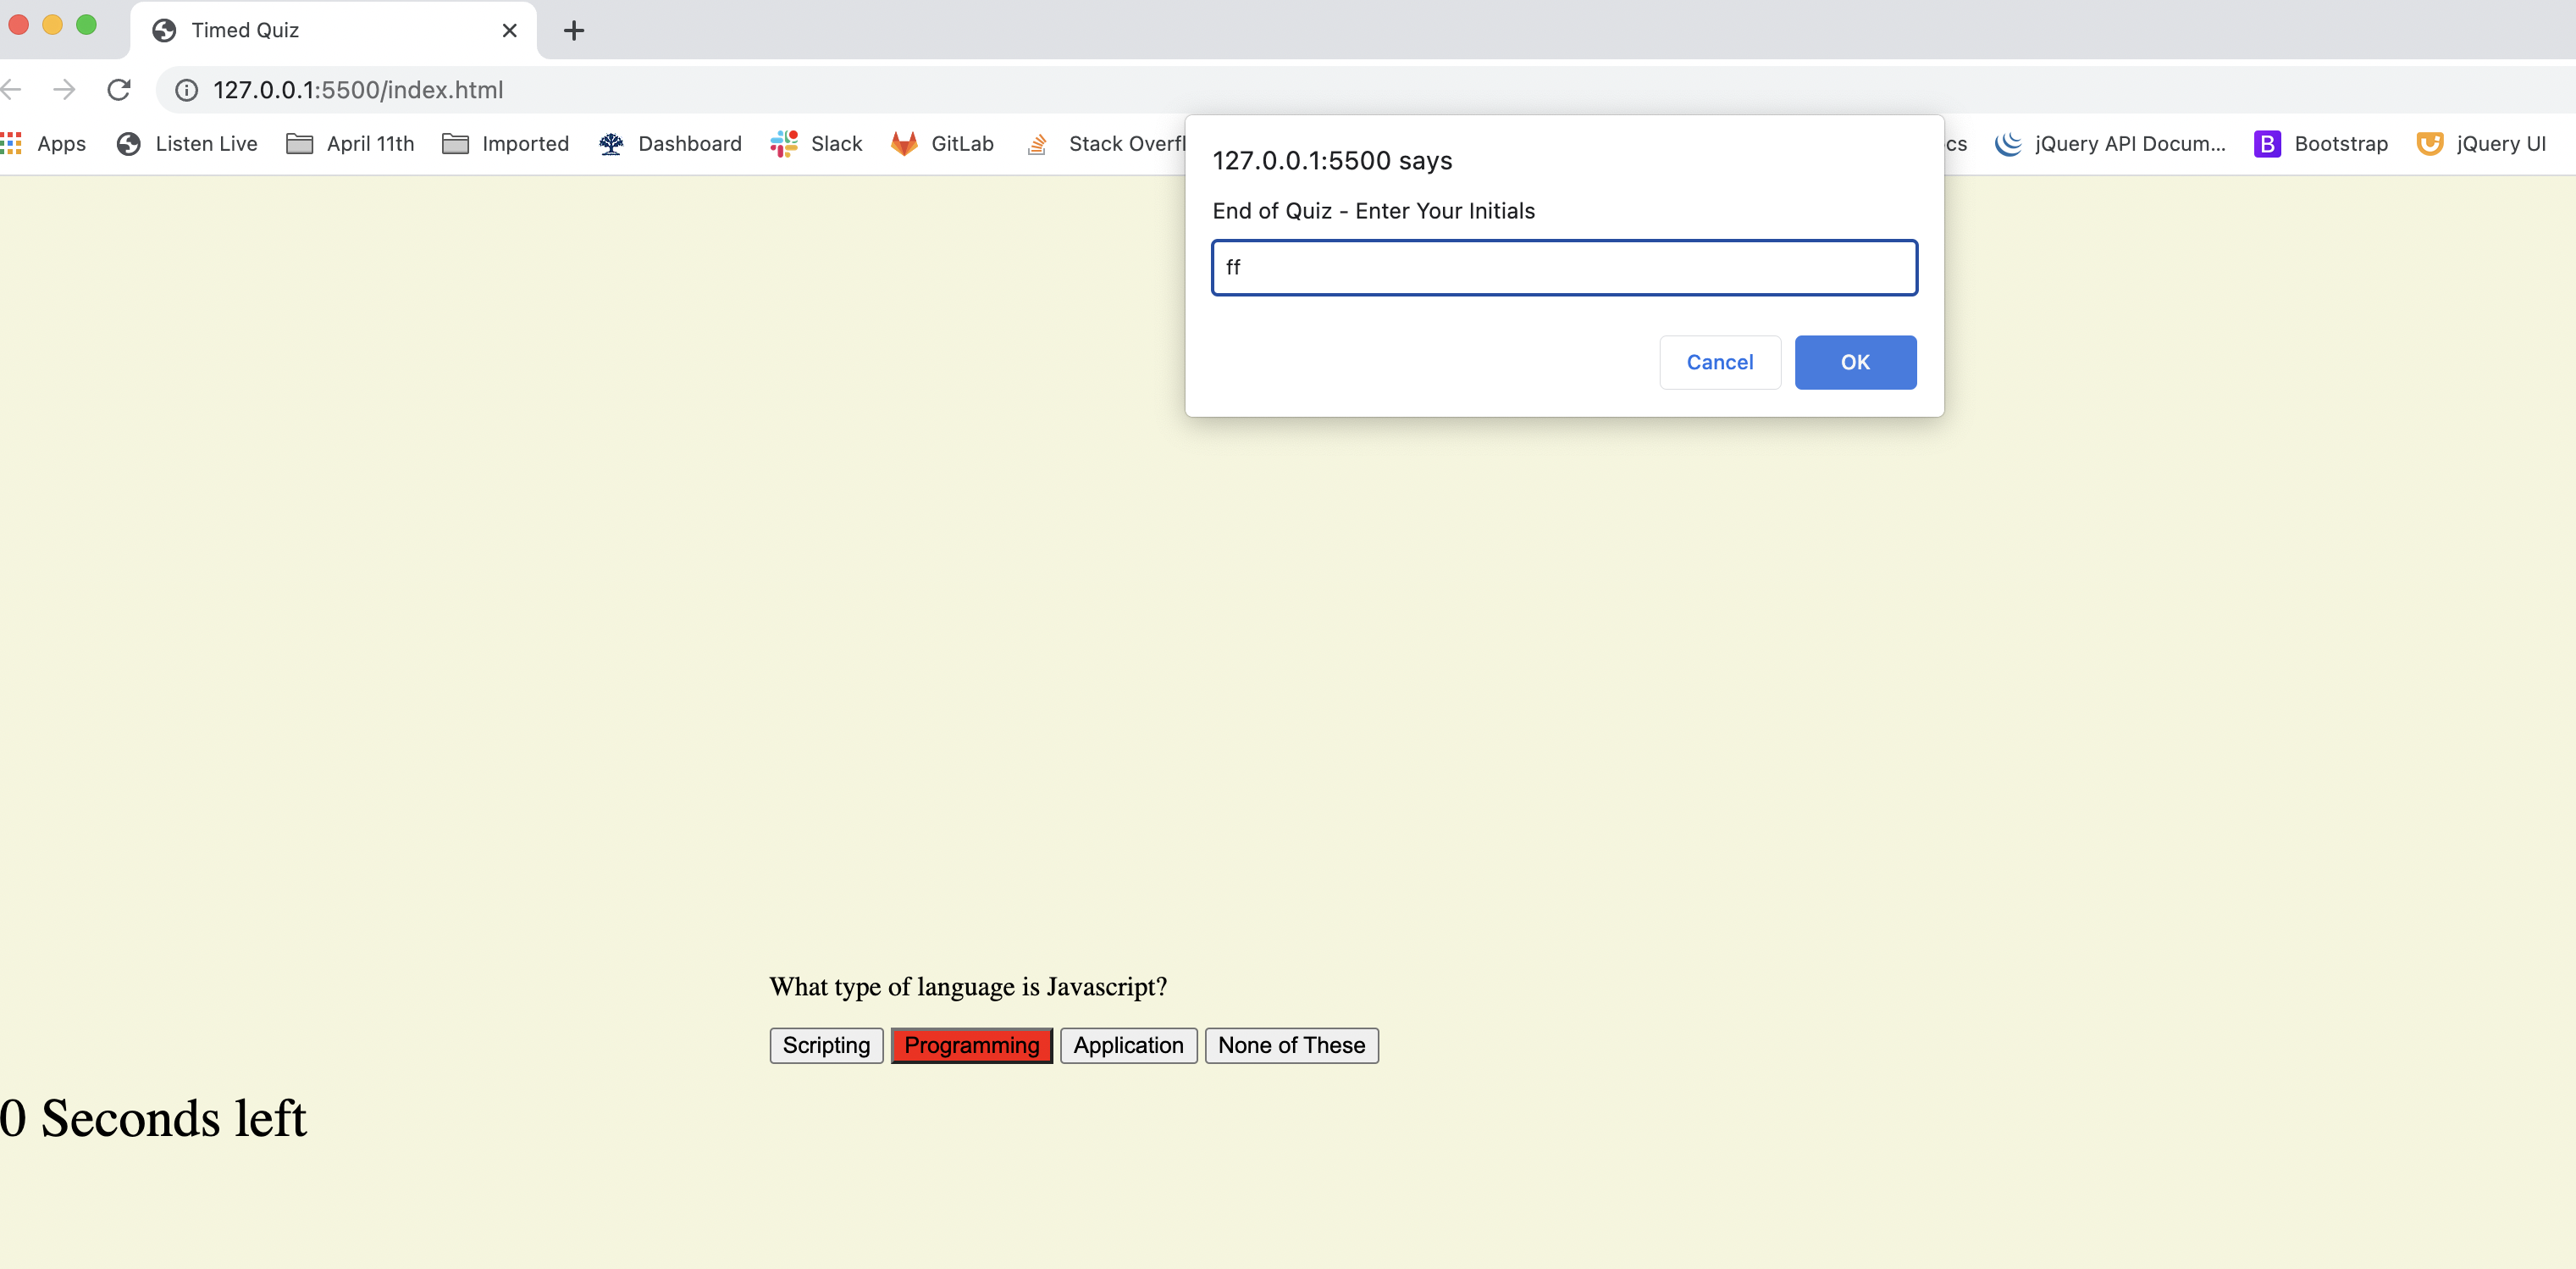 Timed Quiz
127.0.0.1:5500/index.html
Apps Listen Live April 11th Imported Dashboard Slack GitLab Stack Overfl cs jQuery API Docum... B Bootstrap jQuery UI
127.0.0.1:5500 says
End of Quiz - Enter Your Initials
ff
Cancel OK
What type of language is Javascript?
Scripting Programming Application None of These
0 Seconds left